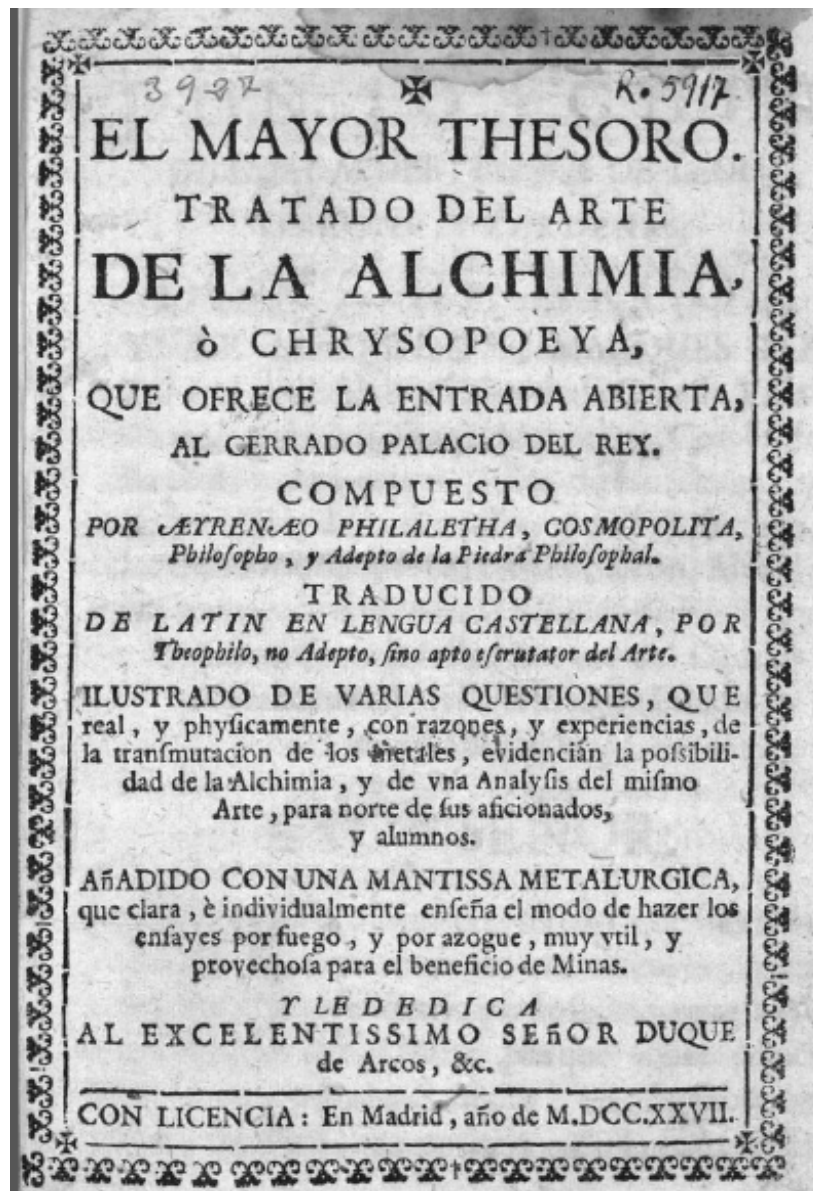 3927 R. 5917
EL MAYOR THESORO.
TRATADO DEL ARTE
DE LA ALCHIMIA,
ò CHRYSOPOEYA,
QUE OFRECE LA ENTRADA ABIERTA,
AL CERRADO PALACIO DEL REY.
COMPUESTO
POR ÆYRENÆO PHILALETHA, COSMOPOLITA,
Philoſopho, y Adepto de la Piedra Philoſophal.
TRADUCIDO
DE LATIN EN LENGUA CASTELLANA, POR
Theophilo, no Adepto, ſino apto eſcrutator del Arte.
ILUSTRADO DE VARIAS QUESTIONES, QUE
real, y phyſicamente, con razones, y experiencias, de
la tranſmutacion de los metales, evidencian la poſsibili-
dad de la Alchimia, y de vna Analyſis del miſmo
Arte, para norte de ſus aficionados,
y alumnos.
AñADIDO CON UNA MANTISSA METALURGICA,
que clara, è individualmente enſeña el modo de hazer los
enſayes por fuego, y por azogue, muy vtil, y
provechoſa para el beneficio de Minas.
Y LE DEDICA
AL EXCELENTISSIMO SEñOR DUQUE
de Arcos, &c.
CON LICENCIA: En Madrid, año de M.DCC.XXVII.